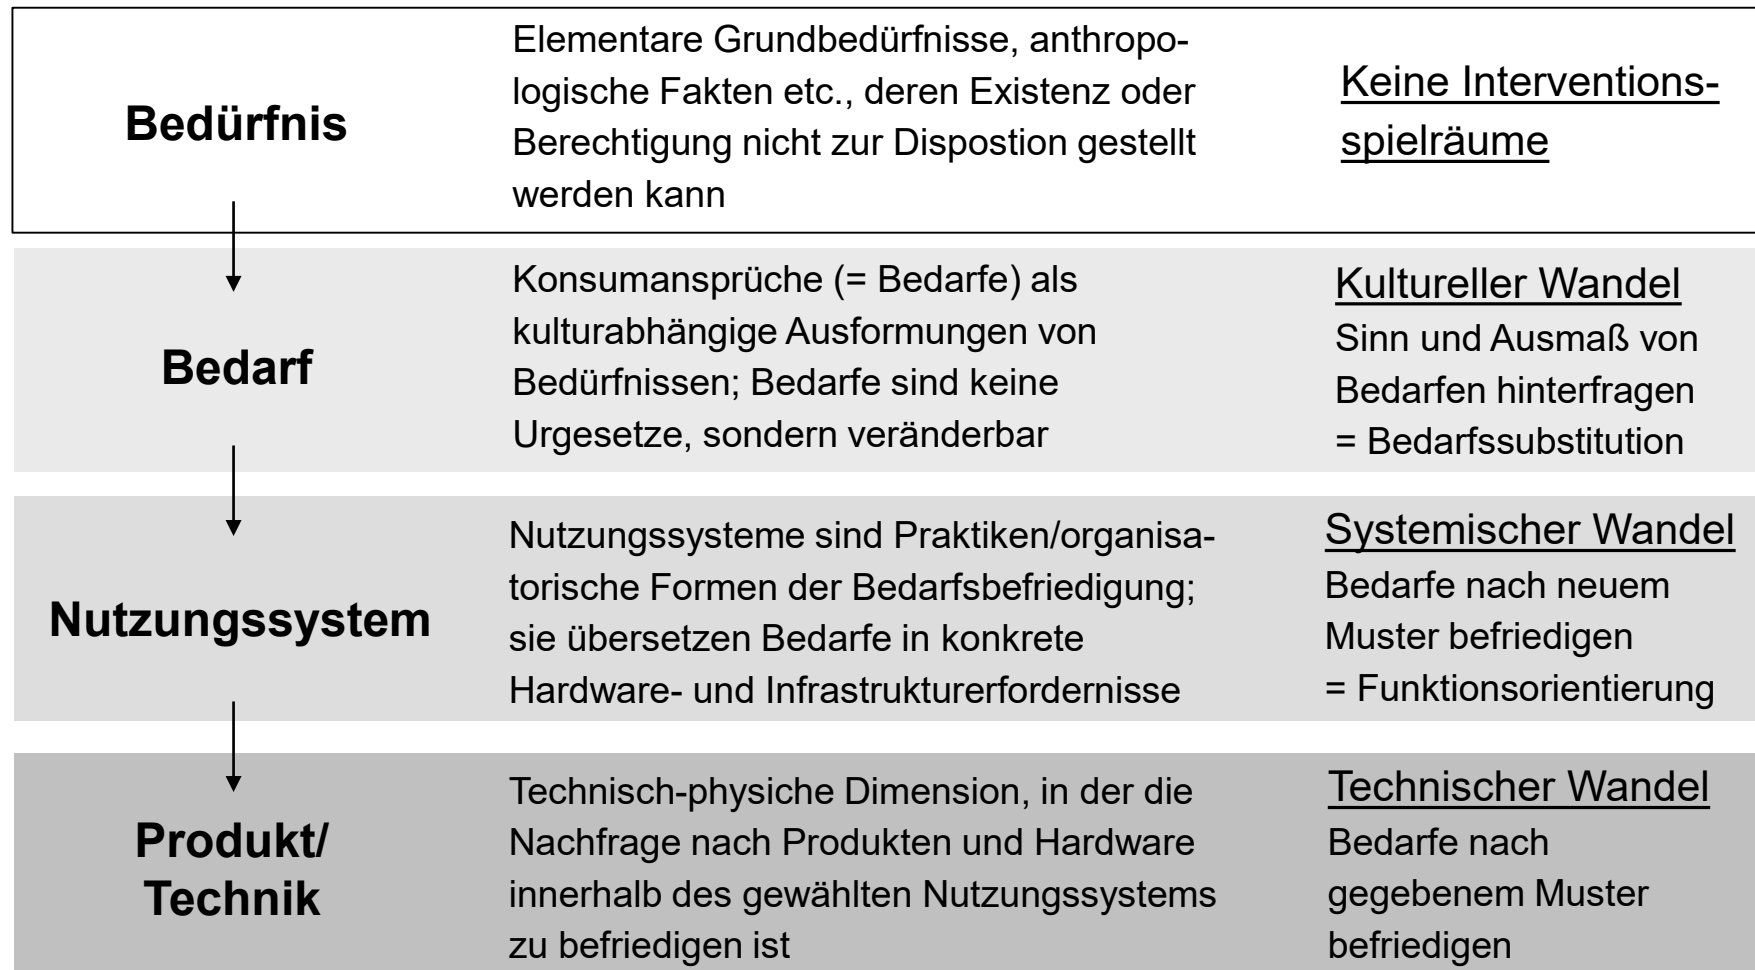 Bedürfnis
Elementare Grundbedürfnisse, anthropo-
logische Fakten etc., deren Existenz oder
Berechtigung nicht zur Dispostion gestellt
werden kann
Keine Interventions-
spielräume
Bedarf
Konsumansprüche (= Bedarfe) als
kulturabhängige Ausformungen von
Bedürfnissen; Bedarfe sind keine
Urgesetze, sondern veränderbar
Kultureller Wandel
Sinn und Ausmaß von
Bedarfen hinterfragen
= Bedarfssubstitution
Nutzungssystem
Nutzungssysteme sind Praktiken/organisa-
torische Formen der Bedarfsbefriedigung;
sie übersetzen Bedarfe in konkrete
Hardware- und Infrastrukturerfordernisse
Systemischer Wandel
Bedarfe nach neuem
Muster befriedigen
= Funktionsorientierung
Produkt/
Technik
Technisch-physiche Dimension, in der die
Nachfrage nach Produkten und Hardware
innerhalb des gewählten Nutzungssystems
zu befriedigen ist
Technischer Wandel
Bedarfe nach
gegebenem Muster
befriedigen